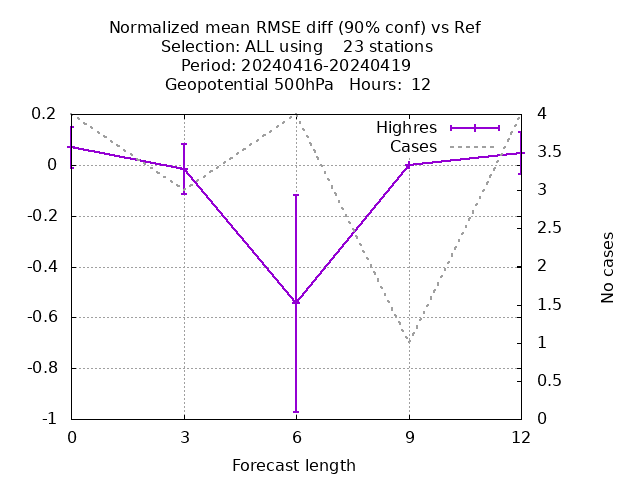 Normalized mean RMSE diff (90% conf) vs Ref
Selection: ALL using    23 stations
Period: 20240416-20240419
Geopotential 500hPa   Hours:  12
Highres
Cases
0.2
0
-0.2
-0.4
-0.6
-0.8
-1
4
3.5
3
2.5
2
1.5
1
0.5
0
No cases
0
3
6
9
12
Forecast length